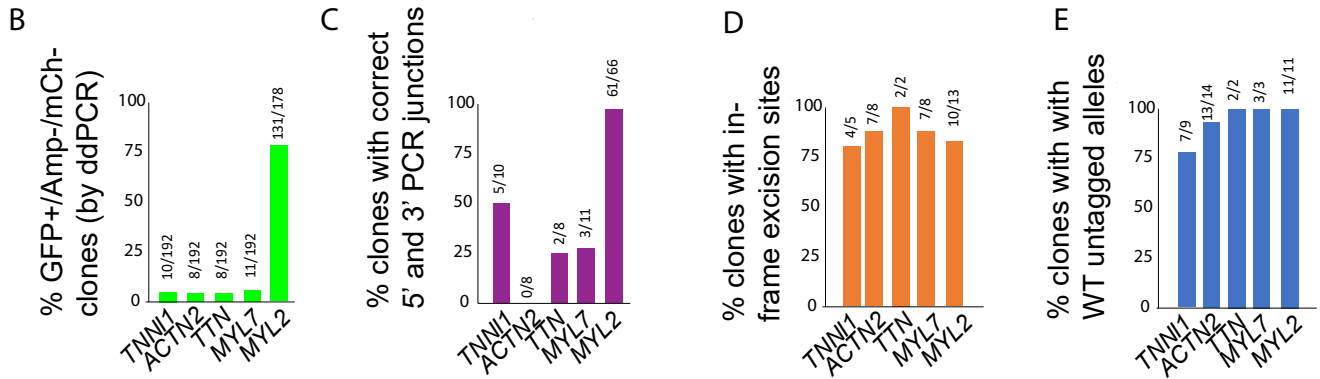 B
% GFP+/Amp-/mCh-
clones (by ddPCR)
100
75
50
25
0
10/192
8/192
8/192
11/192
131/178
TNNI1
ACTN2
TTN
MYL7
MYL2
C
% clones with correct
5’ and 3’ PCR junctions
100
75
50
25
0
5/10
0/8
2/8
3/11
61/66
TNNI1
ACTN2
TTN
MYL7
MYL2
D
% clones with in-
frame excision sites
100
75
50
25
0
4/5
7/8
2/2
7/8
10/13
TNNI1
ACTN2
TTN
MYL7
MYL2
E
% clones with with
WT untagged alleles
100
75
50
25
0
7/9
13/14
2/2
3/3
11/11
TNNI1
ACTN2
TTN
MYL7
MYL2